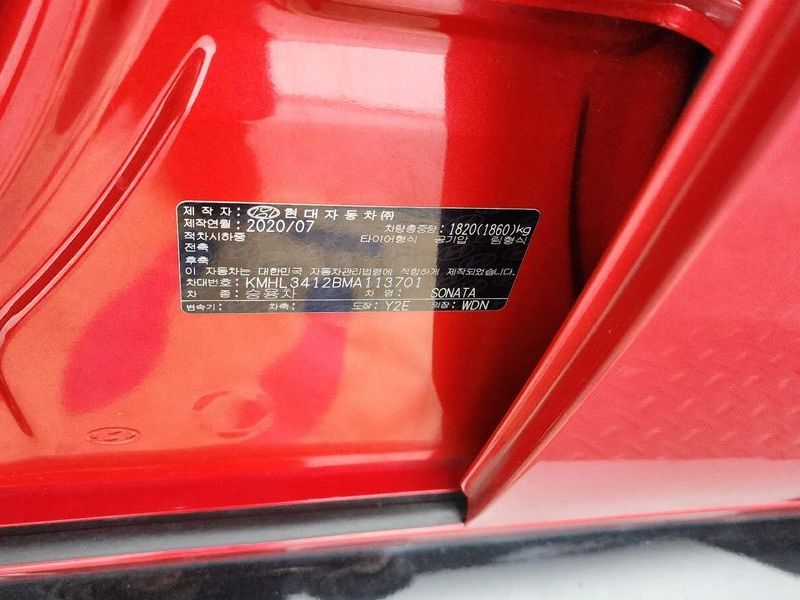 제 작 자: 현대자동차㈜
제작연월: 2020/07 차량총중량: 1820(1860)kg
적차시하중 타이어형식 공기압 림형식
전축
후축
이 자동차는 대한민국 자동차관리법령에 적합하게 제작되었습니다.
차대번호: KMHL3412BMA113701
차 종: 승용차 차 명: SONATA
변속기: 차축: 도장: Y2E 의장: WDN